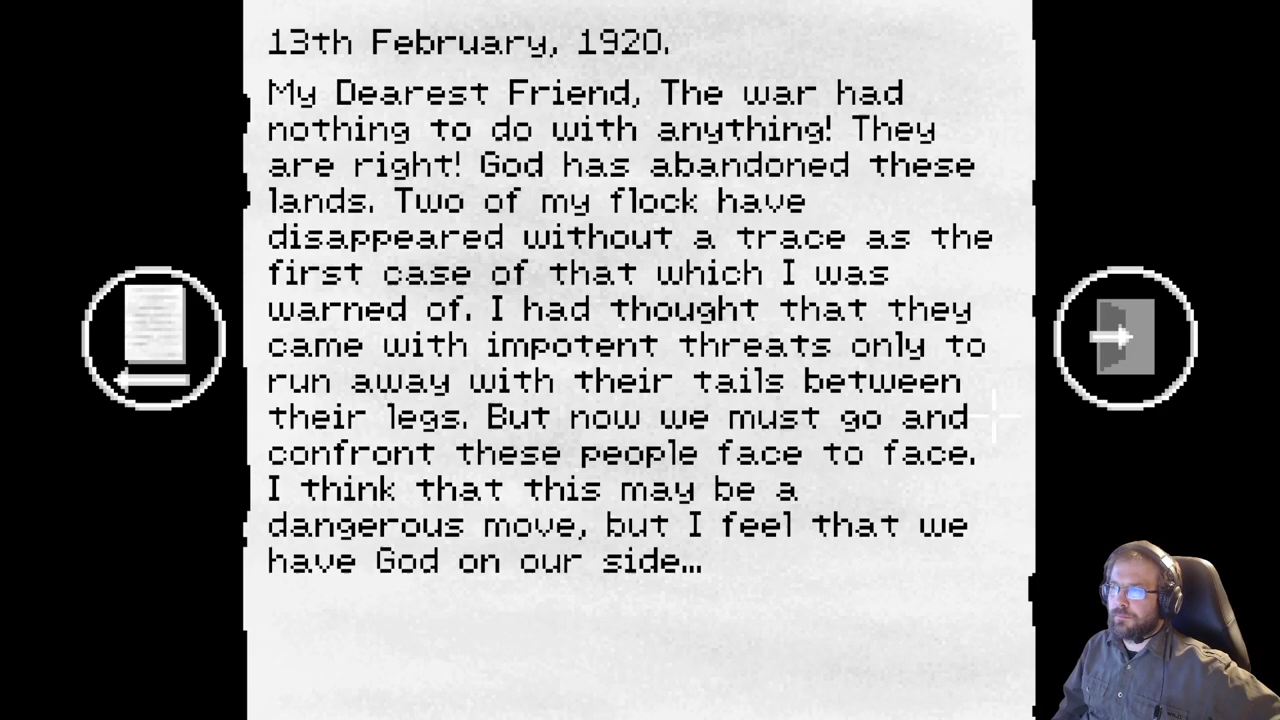 13th February, 1920.
My Dearest Friend, The war had
nothing to do with anything! They
are right! God has abandoned these
lands. Two of my flock have
disappeared without a trace as the
first case of that which I was
warned of. I had thought that they
came with impotent threats only to
run away with their tails between
their legs. But now we must go and
confront these people face to face.
I think that this may be a
dangerous move, but I feel that we
have God on our side...